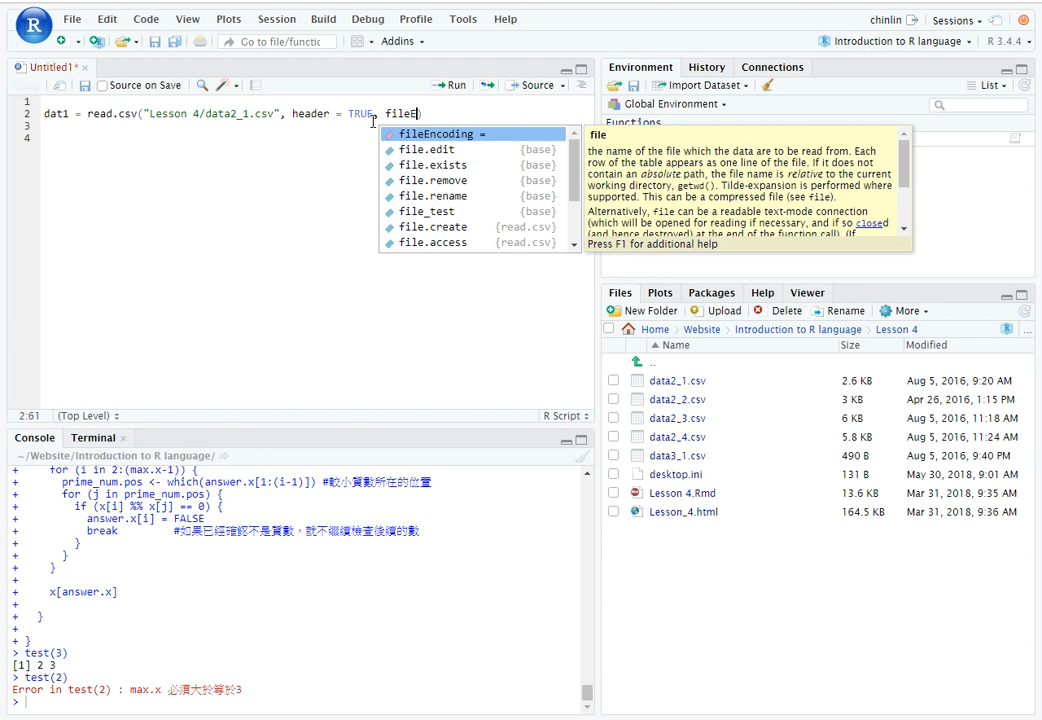 File Edit Code View Plots Session Build Debug Profile Tools Help chinlin Sessions
Go to file/functic Addins Introduction to R language R 3.4.4
Untitled1*
Source on Save Run Source
1
2 dat1 = read.csv("Lesson 4/data2_1.csv", header = TRUE, fileE)
3
4
fileEncoding =
file.edit {base}
file.exists {base}
file.remove {base}
file.rename {base}
file_test {base}
file.create {read.csv}
file.access {read.csv}
file
the name of the file which the data are to be read from. Each
row of the table appears as one line of the file. If it does not
contain an absolute path, the file name is relative to the current
working directory, getwd(). Tilde-expansion is performed where
supported. This can be a compressed file (see file).
Alternatively, file can be a readable text-mode connection
(which will be opened for reading if necessary, and if so closed
(and hence destroyed) at the end of the function call). (If
Press F1 for additional help
2:61 (Top Level) R Script
Environment History Connections
Import Dataset List
Global Environment
Functions
Files Plots Packages Help Viewer
New Folder Upload Delete Rename More
Home Website Introduction to R language Lesson 4 ...
Name Size Modified
..
data2_1.csv 2.6 KB Aug 5, 2016, 9:20 AM
data2_2.csv 3 KB Apr 26, 2016, 1:15 PM
data2_3.csv 6 KB Aug 5, 2016, 11:18 AM
data2_4.csv 5.8 KB Aug 5, 2016, 11:24 AM
data3_1.csv 490 B Aug 5, 2016, 9:40 PM
desktop.ini 131 B May 30, 2018, 9:01 AM
Lesson 4.Rmd 13.6 KB Mar 31, 2018, 9:35 AM
Lesson_4.html 164.5 KB Mar 31, 2018, 9:36 AM
Console Terminal
~/Website/Introduction to R language/
+ for (i in 2:(max.x-1)) {
+ prime_num.pos <- which(answer.x[1:(i-1)]) #較小質數所在的位置
+ for (j in prime_num.pos) {
+ if (x[i] %% x[j] == 0) {
+ answer.x[i] = FALSE
+ break #如果已經確認不是質數，就不繼續檢查後續的數
+ }
+ }
+ }
+
+ x[answer.x]
+
+ }
+
+ }
> test(3)
[1] 2 3
> test(2)
Error in test(2) : max.x 必須大於等於3
>